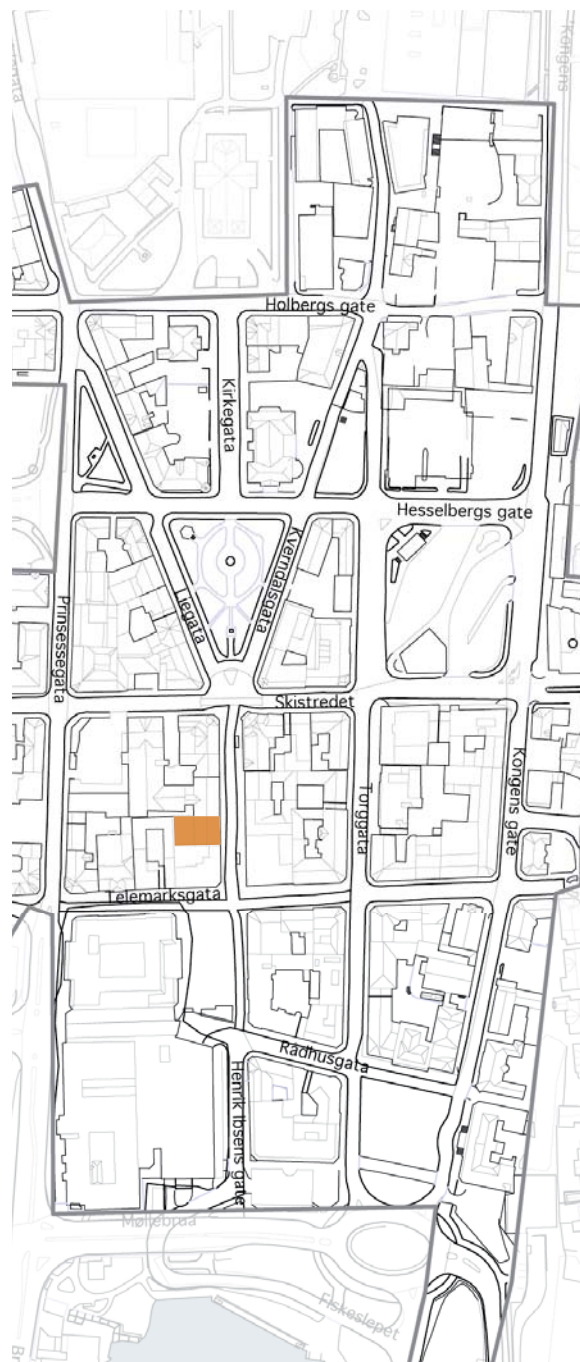 Kongens
Holbergs gate
Kirkegata
Hesselbergs gate
Kverndalsgata
Liegata
Prinsessegata
Skistredet
Torggata
Kongens gate
Telemarksgata
Rådhusgata
Henrik Ibsens gate
Møllebrua
Fiskeslepet